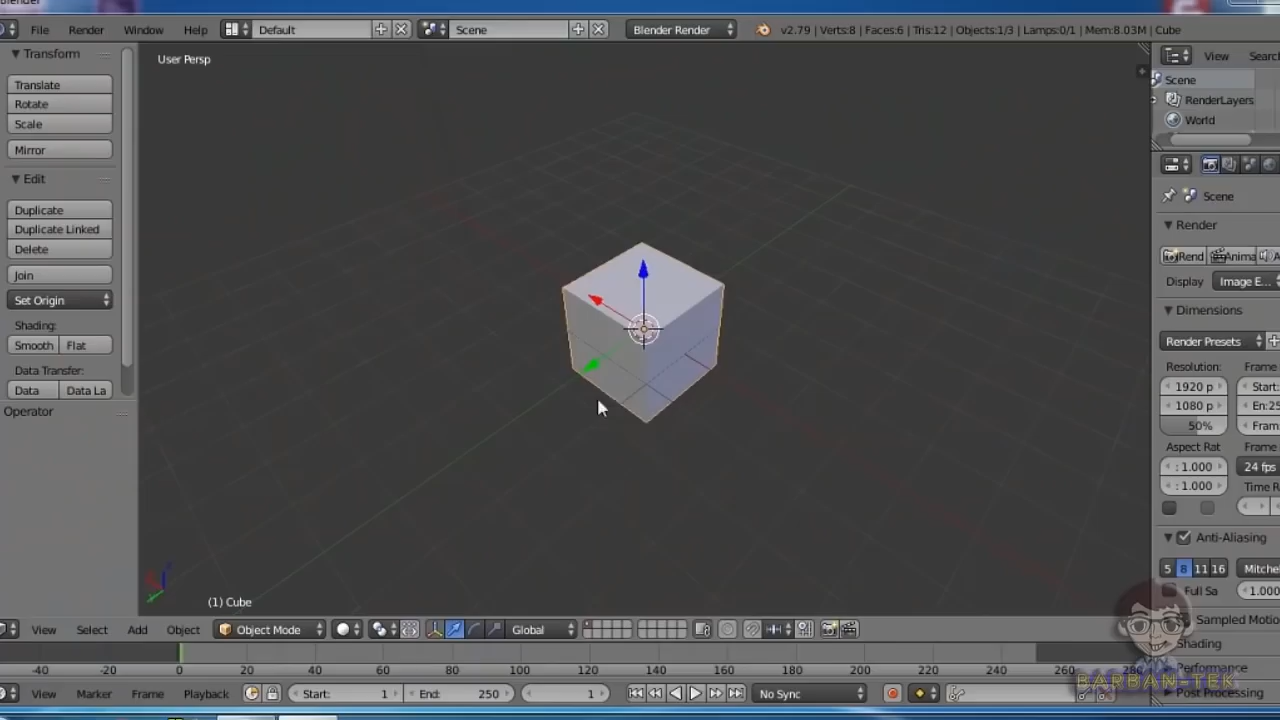 Blender
File Render Window Help Default Scene Blender Render v2.79 | Verts:8 | Faces:6 | Tris:12 | Objects:1/3 | Lamps:0/1 | Mem:8.03M | Cube
Transform
Translate
Rotate
Scale
Mirror
Edit
Duplicate
Duplicate Linked
Delete
Join
Set Origin
Shading:
Smooth Flat
Data Transfer:
Data Data La
Operator
User Persp
(1) Cube
View Search
Scene
RenderLayers
World
Scene
Render
Rend Anima A
Display Image E...
Dimensions
Render Presets
Resolution: Frame
1920 p Start:
1080 p En:25
50% Fram
Aspect Rat Frame
: 1.000 24 fps
: 1.000 Time R
Anti-Aliasing
5 8 11 16 Mitchel
Full Sa 1.000
Sampled Motio
Shading
Performance
Post Processing
BARBAN-TEK
View Select Add Object Object Mode Global
-40 -20 0 20 40 60 80 100 120 140 160 180 200 220 240 260 280
View Marker Frame Playback Start: 1 End: 250 1 No Sync